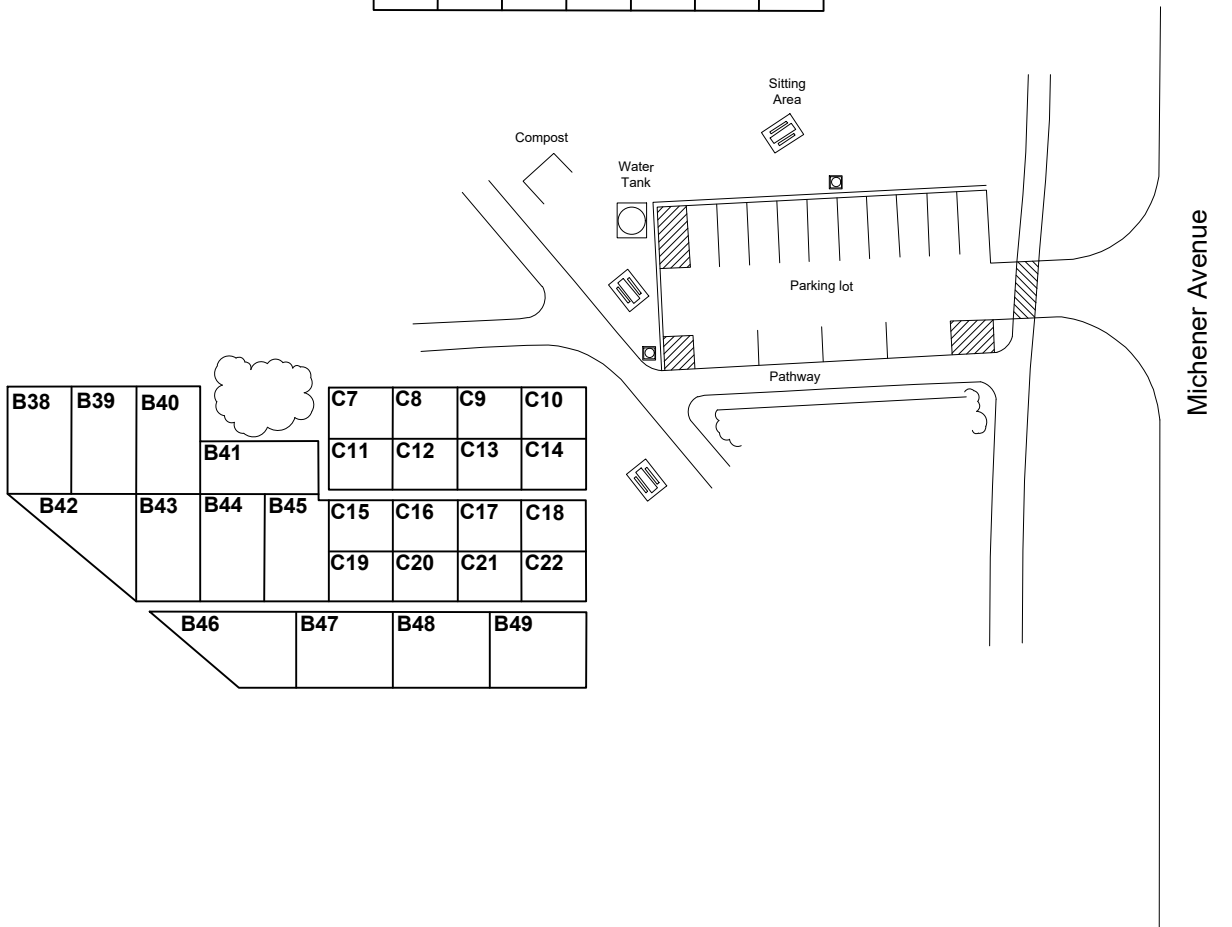 Sitting
Area
Compost
Water
Tank
Parking lot
Michener Avenue
Pathway
B38 B39 B40 C7 C8 C9 C10
B41 C11 C12 C13 C14
B42 B43 B44 B45 C15 C16 C17 C18
C19 C20 C21 C22
B46 B47 B48 B49